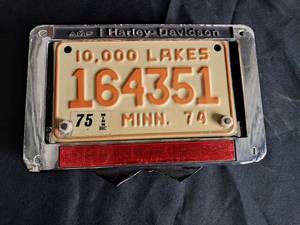 AMF | Harley-Davidson
10,000 LAKES
164351
75
MINN. 74